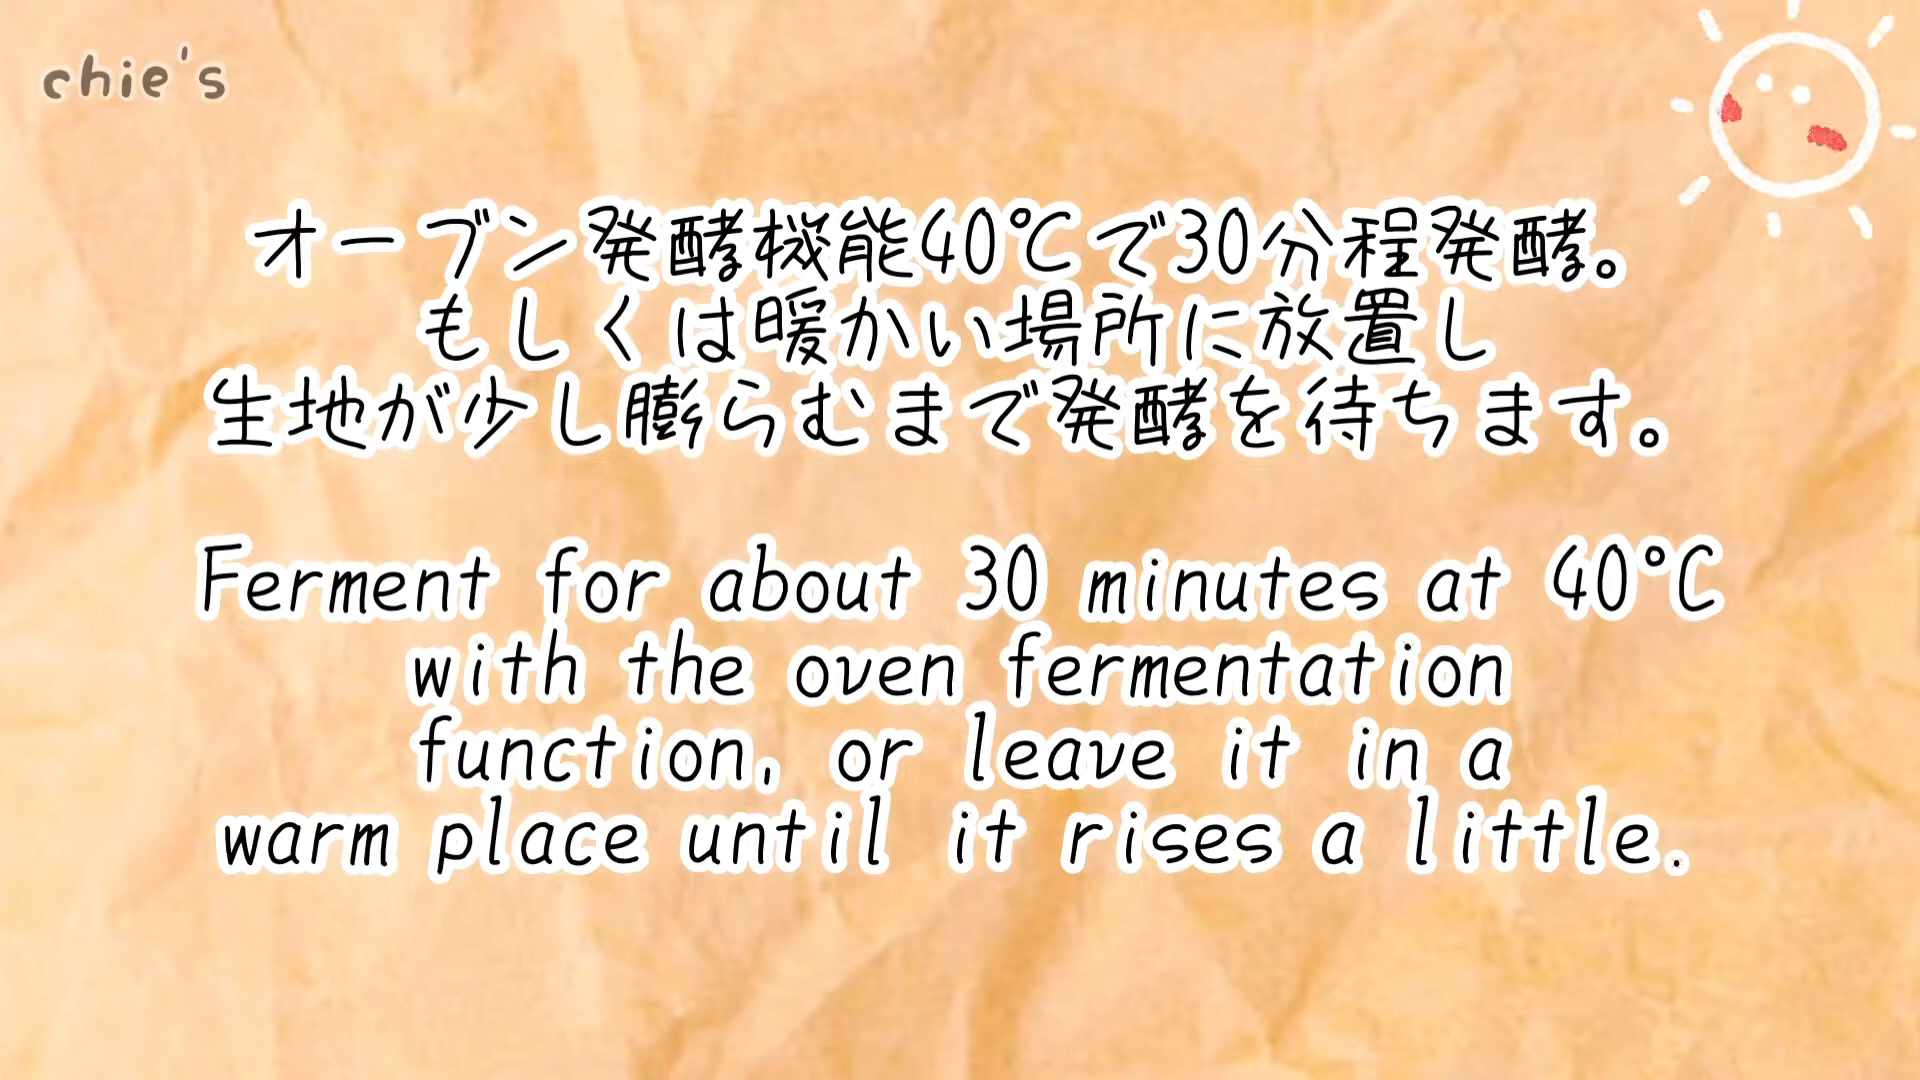 chie's
オーブン発酵機能40℃で30分程発酵。
もしくは暖かい場所に放置し
生地が少し膨らむまで発酵を待ちます。
Ferment for about 30 minutes at 40°C
with the oven fermentation
function, or leave it in a
warm place until it rises a little.